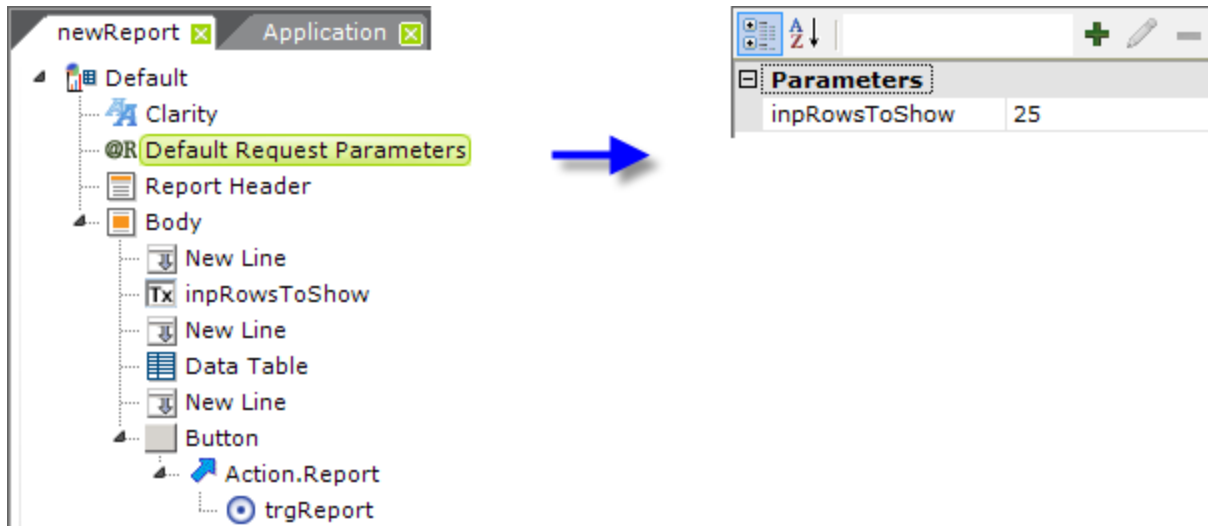 newReport Application
Default
Clarity
@R Default Request Parameters
Report Header
Body
New Line
Tx inpRowsToShow
New Line
Data Table
New Line
Button
Action.Report
trgReport
A
Z
Parameters
inpRowsToShow 25